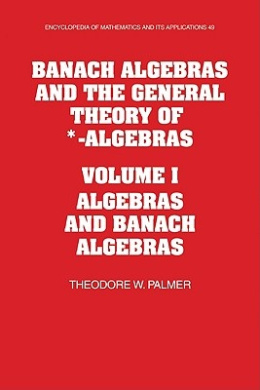 ENCYCLOPEDIA OF MATHEMATICS AND ITS APPLICATIONS 49
BANACH ALGEBRAS
AND THE GENERAL
THEORY OF
*-ALGEBRAS
VOLUME I
ALGEBRAS
AND BANACH
ALGEBRAS
THEODORE W. PALMER